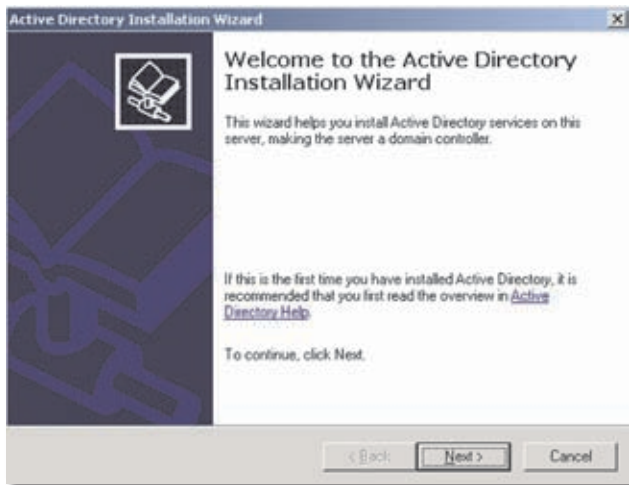 Active Directory Installation Wizard
Welcome to the Active Directory
Installation Wizard
This wizard helps you install Active Directory services on this
server, making the server a domain controller.
If this is the first time you have installed Active Directory, it is
recommended that you first read the overview in Active
Directory Help.
To continue, click Next.
< Back
Next >
Cancel